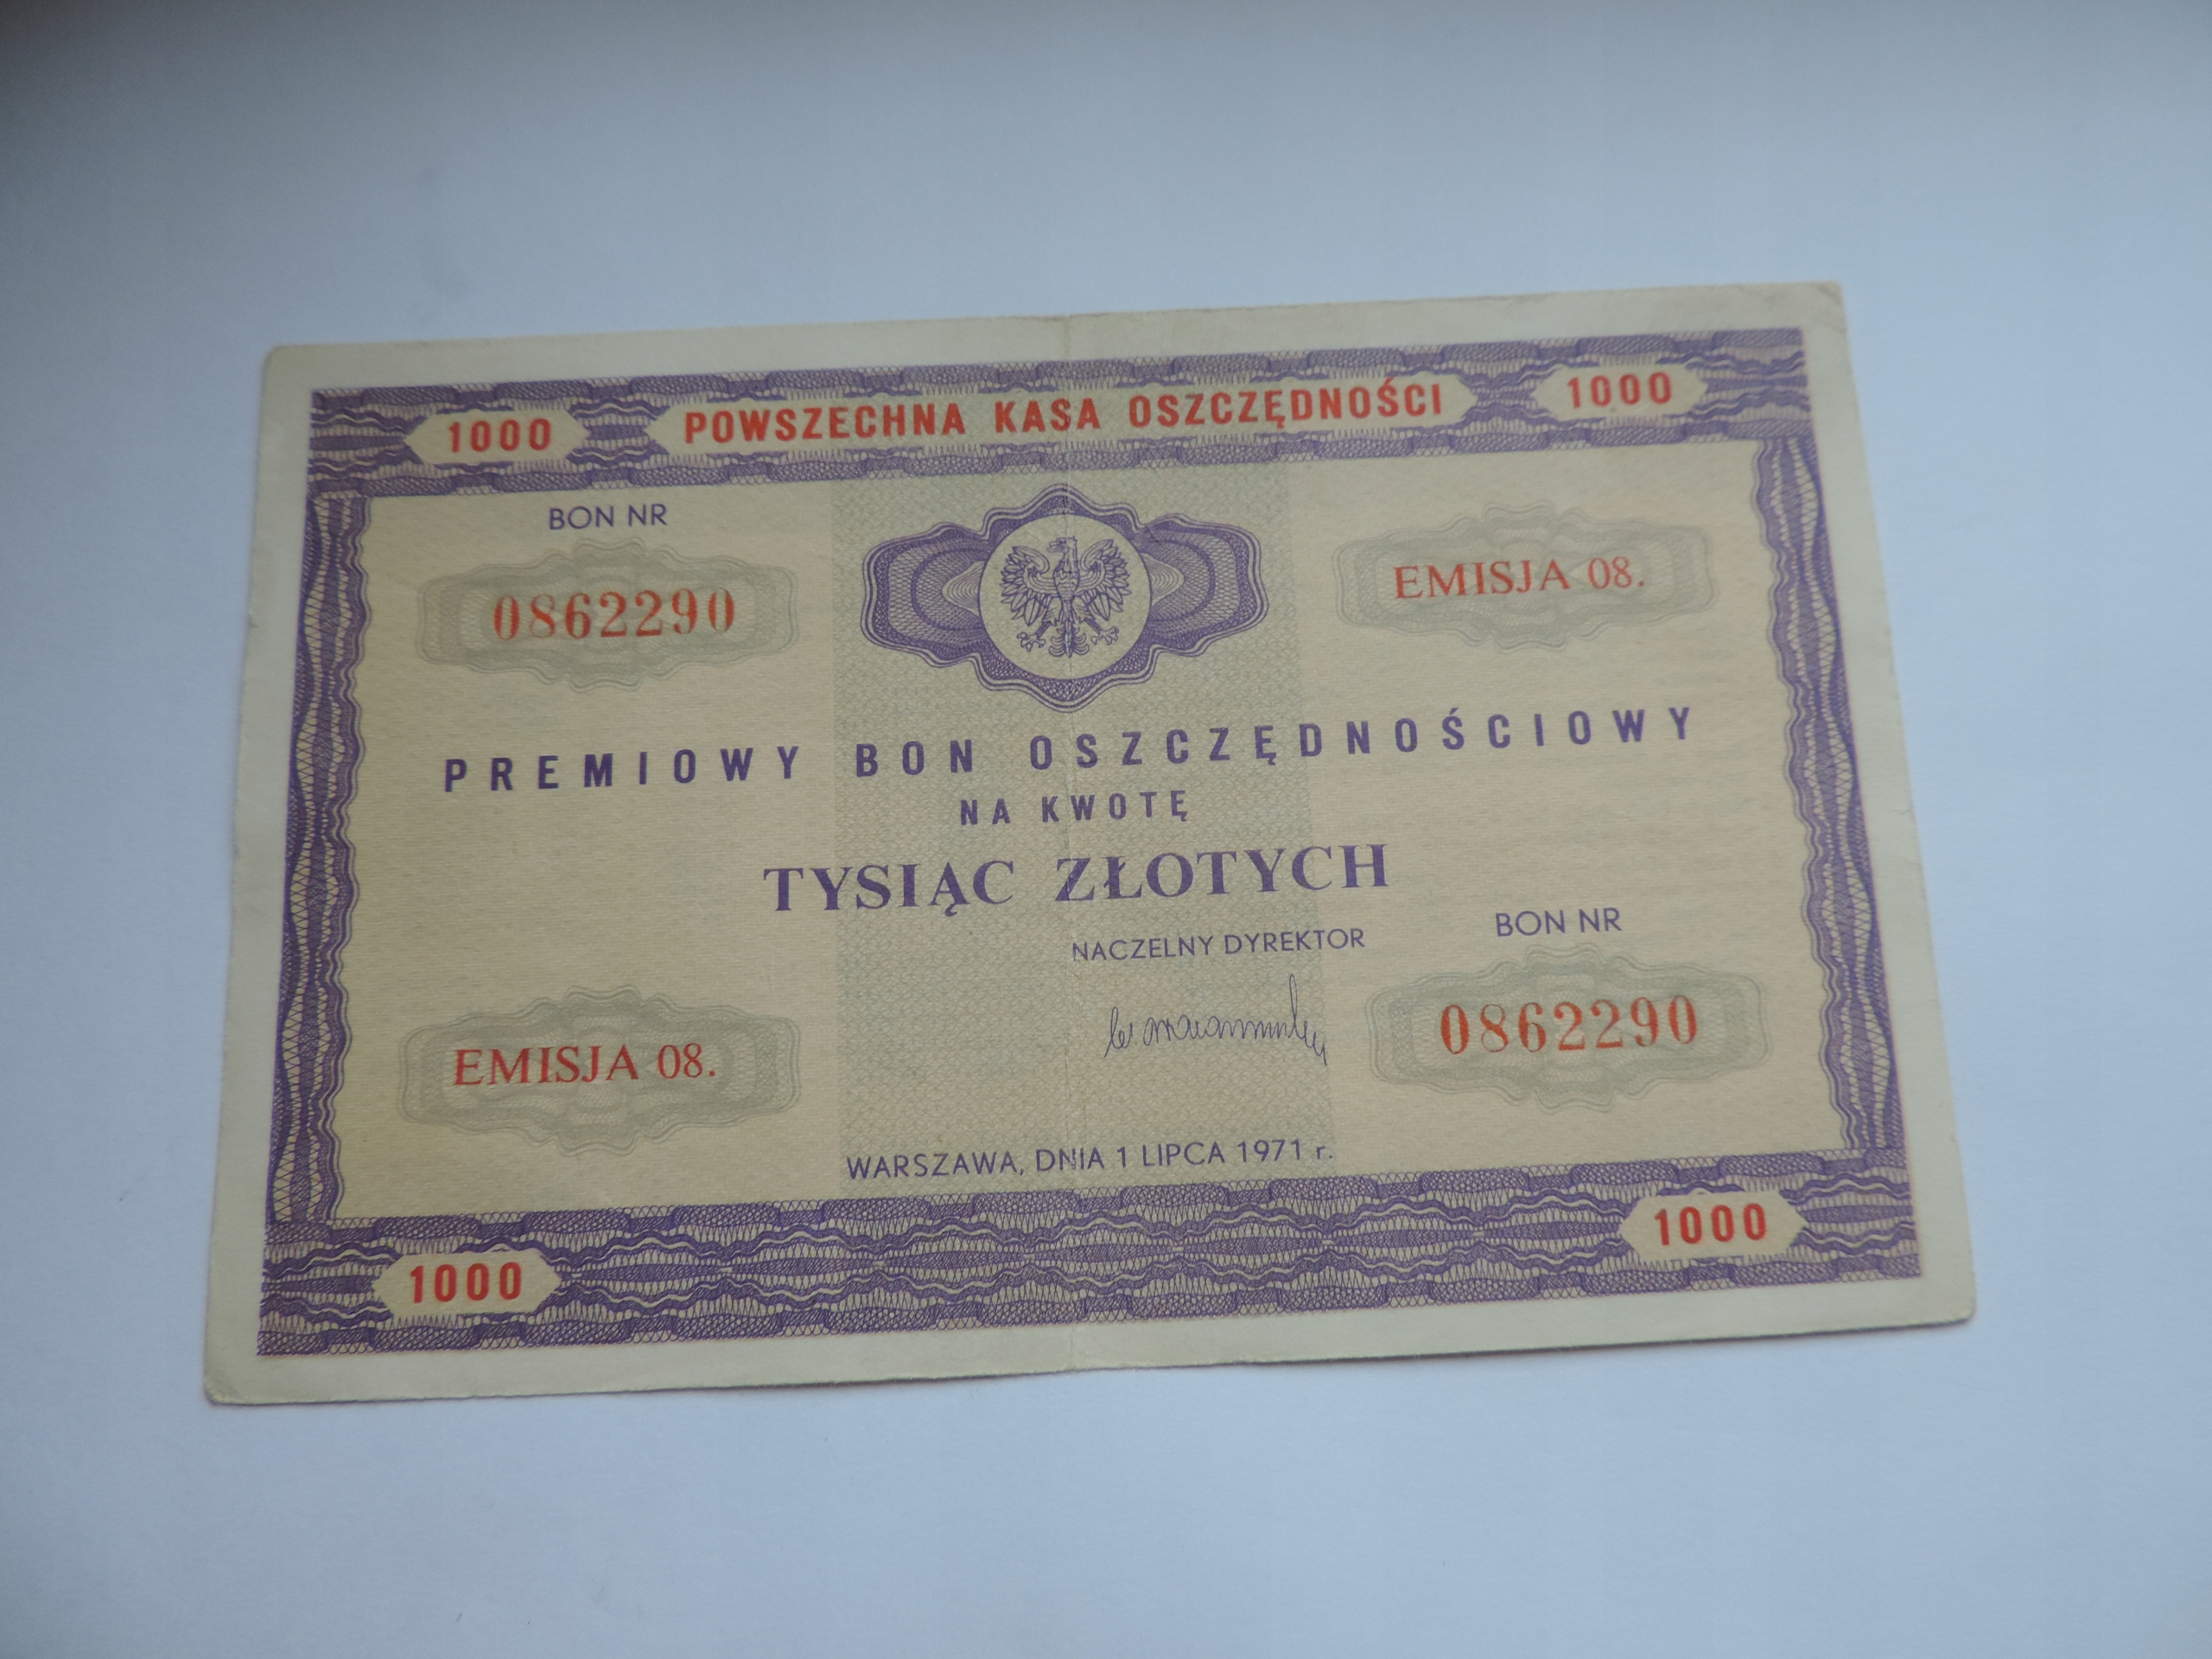 1000 POWSZECHNA KASA OSZCZĘDNOŚCI 1000
BON NR
0862290
EMISJA 08.
PREMIOWY BON OSZCZĘDNOŚCIOWY
NA KWOTĘ
TYSIĄC ZŁOTYCH
NACZELNY DYREKTOR
BON NR
0862290
EMISJA 08.
WARSZAWA, DNIA 1 LIPCA 1971 r.
1000
1000